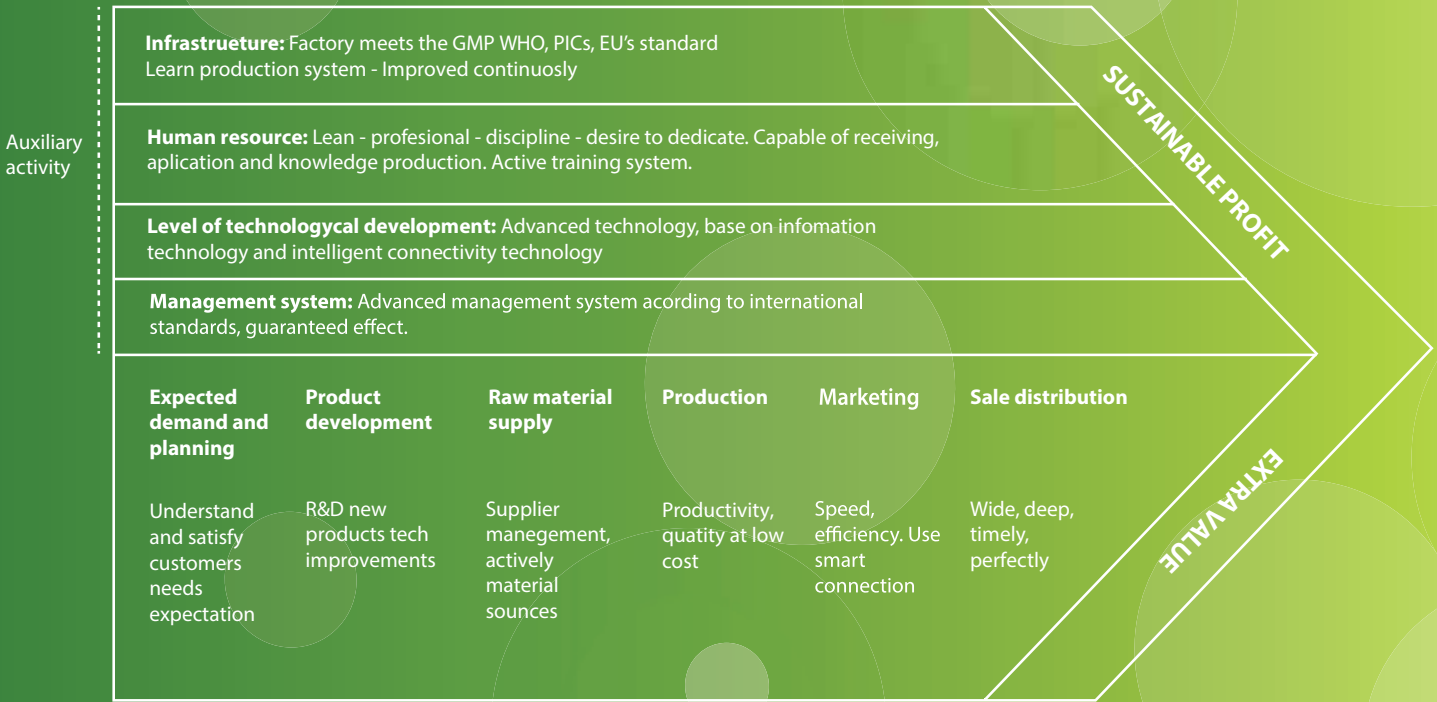 Auxiliary
activity
Infrastrueture: Factory meets the GMP WHO, PICs, EU's standard
Learn production system - Improved continuosly
Human resource: Lean - profesional - discipline - desire to dedicate. Capable of receiving,
aplication and knowledge production. Active training system.
Level of technologycal development: Advanced technology, base on infomation
technology and intelligent connectivity technology
Management system: Advanced management system acording to international
standards, guaranteed effect.
SUSTAINABLE PROFIT
Expected
demand and
planning
Understand
and satisfy
customers
needs
expectation
Product
development
R&D new
products tech
improvements
Raw material
supply
Supplier
manegement,
actively
material
sounces
Production
Productivity,
quatity at low
cost
Marketing
Speed,
efficiency. Use
smart
connection
Sale distribution
Wide, deep,
timely,
perfectly
EXTRA VALUE